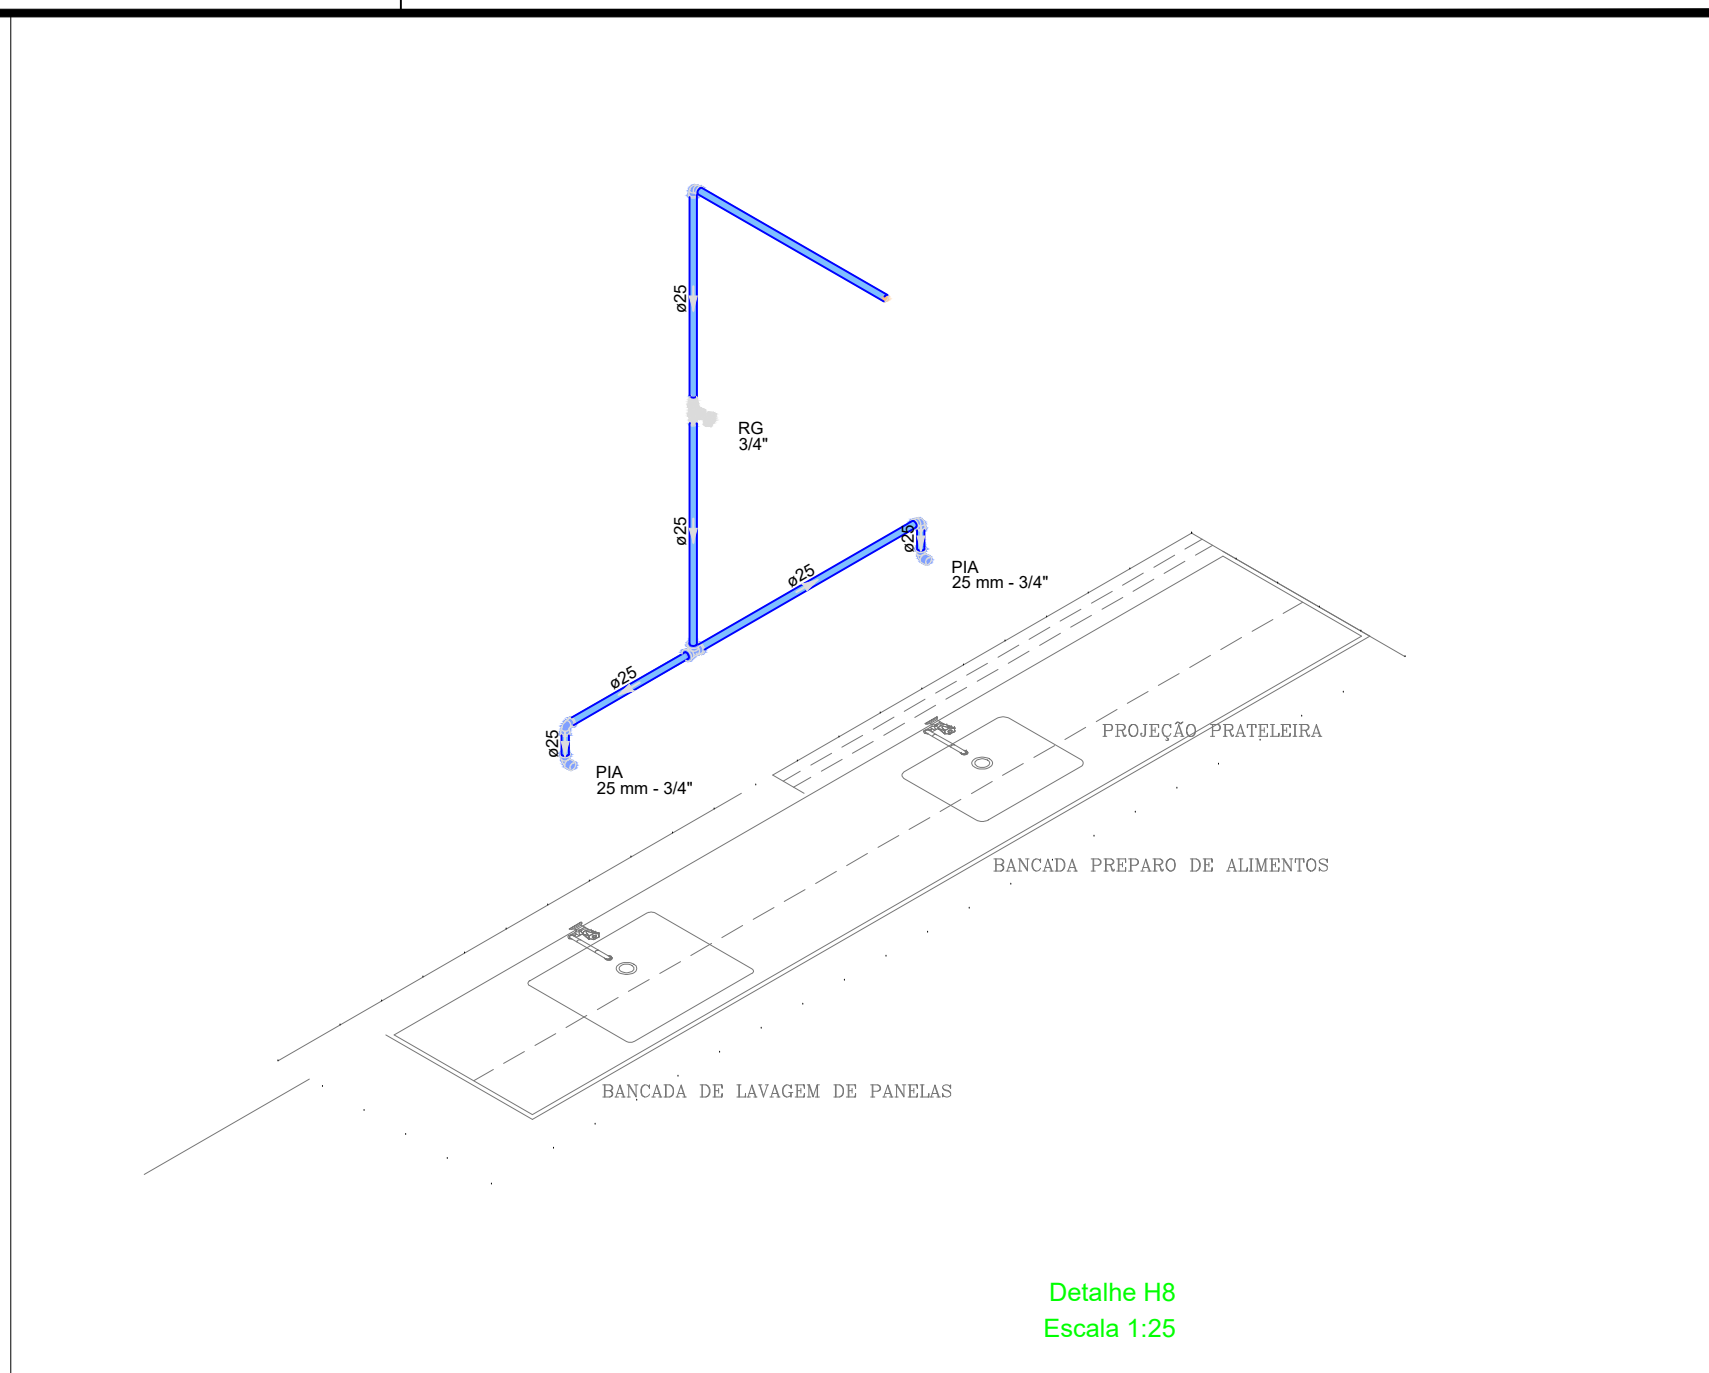 ø25
RG
3/4"
ø25
ø25
ø25
PIA
25 mm - 3/4"
ø25
ø25
PIA
25 mm - 3/4"
PROJEÇÃO PRATELEIRA
BANCADA PREPARO DE ALIMENTOS
BANCADA DE LAVAGEM DE PANELAS
Detalhe H8
Escala 1:25